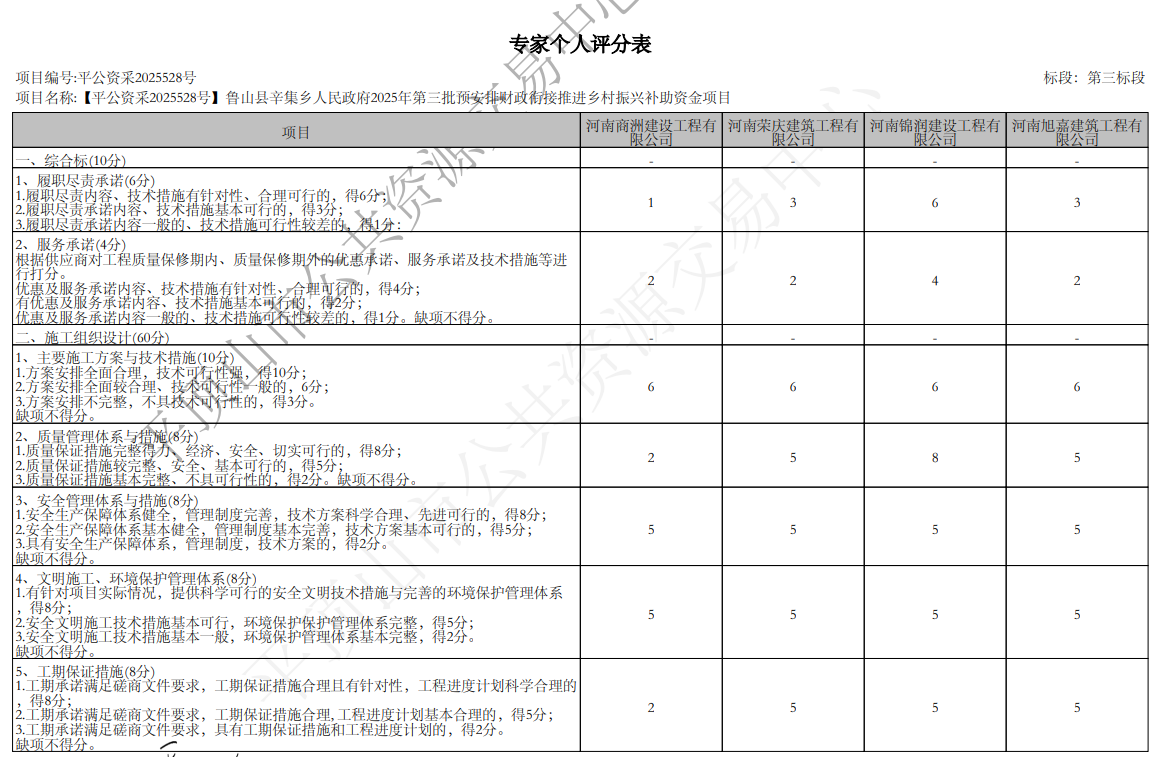 专家个人评分表
项目编号:平公资采2025528号
标段：第三标段
项目名称:【平公资采2025528号】鲁山县辛集乡人民政府2025年第三批预安排财政衔接推进乡村振兴补助资金项目
项目
河南商洲建设工程有限公司
河南荣庆建筑工程有限公司
河南锦润建设工程有限公司
河南旭嘉建筑工程有限公司
一、综合标(10分)
- - - -
1、履职尽责承诺(6分)
1.履职尽责内容、技术措施有针对性、合理可行的，得6分；
2.履职尽责承诺内容、技术措施基本可行的，得3分；
3.履职尽责承诺内容一般的、技术措施可行性较差的，得1分：
1 3 6 3
2、服务承诺(4分)
根据供应商对工程质量保修期内、质量保修期外的优惠承诺、服务承诺及技术措施等进
行打分。
优惠及服务承诺内容、技术措施有针对性、合理可行的，得4分；
有优惠及服务承诺内容、技术措施基本可行的，得2分；
优惠及服务承诺内容一般的、技术措施可行性较差的，得1分。缺项不得分。
2 2 4 2
二、施工组织设计(60分)
- - - -
1、主要施工方案与技术措施(10分)
1.方案安排全面合理，技术可行性强，得10分；
2.方案安排全面较合理、技术可行性一般的，6分；
3.方案安排不完整，不具技术可行性的，得3分。
缺项不得分。
6 6 6 6
2、质量管理体系与措施(8分)
1.质量保证措施完整得力、经济、安全、切实可行的，得8分；
2.质量保证措施较完整、安全、基本可行的，得5分；
3.质量保证措施基本完整、不具可行性的，得2分。缺项不得分。
2 5 8 5
3、安全管理体系与措施(8分)
1.安全生产保障体系健全，管理制度完善，技术方案科学合理、先进可行的，得8分；
2.安全生产保障体系基本健全，管理制度基本完善，技术方案基本可行的，得5分；
3.具有安全生产保障体系，管理制度，技术方案的，得2分。
缺项不得分。
5 5 5 5
4、文明施工、环境保护管理体系(8分)
1.有针对项目实际情况，提供科学可行的安全文明技术措施与完善的环境保护管理体系
，得8分；
2.安全文明施工技术措施基本可行，环境保护保护管理体系完整，得5分；
3.安全文明施工技术措施基本一般，环境保护管理体系基本完整，得2分。
缺项不得分。
5 5 5 5
5、工期保证措施(8分)
1.工期承诺满足磋商文件要求，工期保证措施合理且有针对性，工程进度计划科学合理的
，得8分；
2.工期承诺满足磋商文件要求，工期保证措施合理,工程进度计划基本合理的，得5分；
3.工期承诺满足磋商文件要求，具有工期保证措施和工程进度计划的，得2分。
缺项不得分。
2 5 5 5
平顶山市公共资源交易中心
平顶山市公共资源交易中心